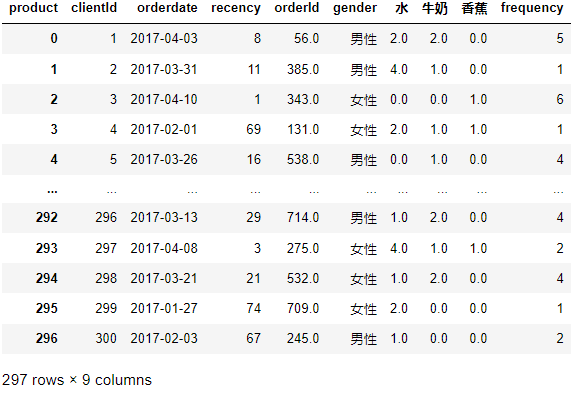 product clientId orderdate recency orderId gender 水 牛奶 香蕉 frequency
0 1 2017-04-03 8 56.0 男性 2.0 2.0 0.0 5
1 2 2017-03-31 11 385.0 男性 4.0 1.0 0.0 1
2 3 2017-04-10 1 343.0 女性 0.0 0.0 1.0 6
3 4 2017-02-01 69 131.0 女性 2.0 1.0 1.0 1
4 5 2017-03-26 16 538.0 男性 0.0 1.0 0.0 4
... ... ... ... ... ... ... ... ... ...
292 296 2017-03-13 29 714.0 男性 1.0 2.0 0.0 4
293 297 2017-04-08 3 275.0 女性 4.0 1.0 1.0 2
294 298 2017-03-21 21 532.0 女性 1.0 2.0 0.0 4
295 299 2017-01-27 74 709.0 女性 2.0 0.0 0.0 1
296 300 2017-02-03 67 245.0 男性 1.0 0.0 0.0 2
297 rows × 9 columns